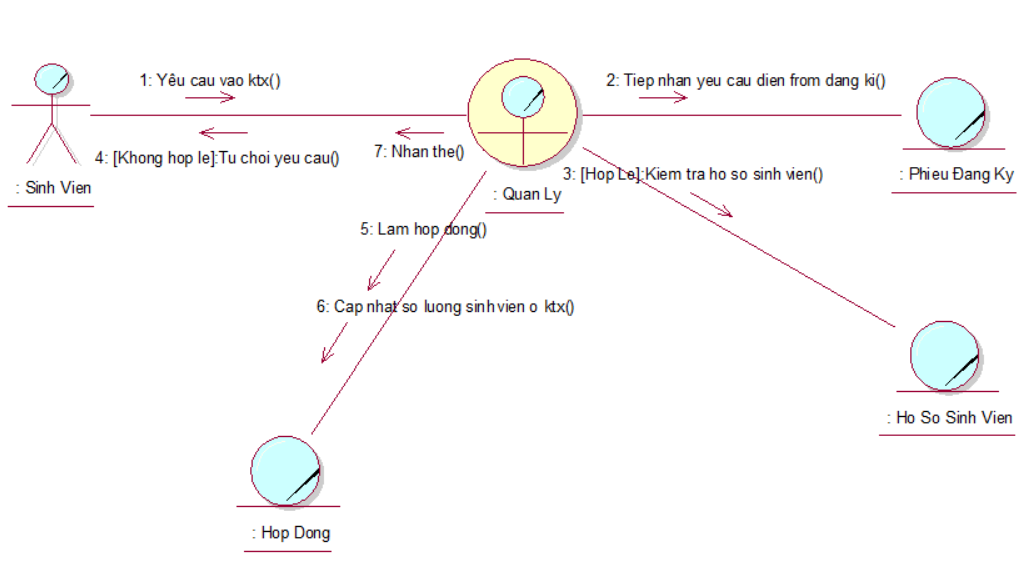 1: Yêu cau vao ktx()
2: Tiep nhan yeu cau dien from dang ki()
4: [Khong hop le]:Tu choi yeu cau()
7: Nhan the()
3: [Hop Le]:Kiem tra ho so sinh vien()
: Sinh Vien
: Quan Ly
: Phieu Đang Ky
5: Lam hop dong()
6: Cap nhat so luong sinh vien o ktx()
: Ho So Sinh Vien
: Hop Dong